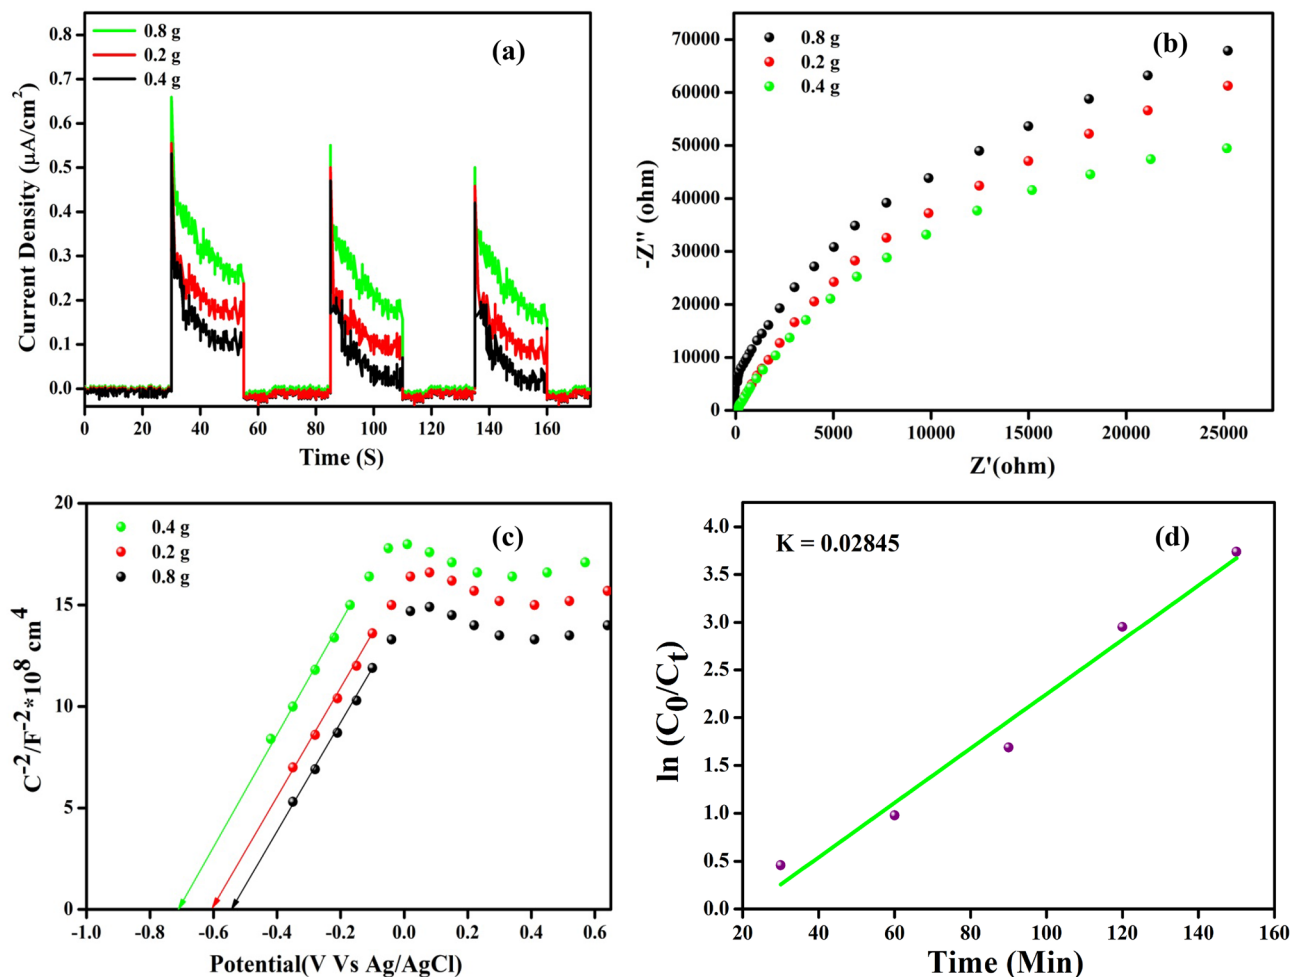 0.8 g
0.2 g
0.4 g
(a)
0.8
0.7
0.6
0.5
0.4
0.3
0.2
0.1
0.0
Current Density (μA/cm²)
0
20
40
60
80
100
120
140
160
Time (S)
0.8 g
0.2 g
0.4 g
(b)
70000
60000
50000
40000
30000
20000
10000
0
-Z'' (ohm)
0
5000
10000
15000
20000
25000
Z'(ohm)
0.4 g
0.2 g
0.8 g
(c)
20
15
10
5
0
C⁻²/F⁻²*10⁸ cm⁴
-1.0
-0.8
-0.6
-0.4
-0.2
0.0
0.2
0.4
0.6
Potential(V Vs Ag/AgCl)
K = 0.02845
(d)
4.0
3.5
3.0
2.5
2.0
1.5
1.0
0.5
0.0
ln (C₀/Cₜ)
20
40
60
80
100
120
140
160
Time (Min)